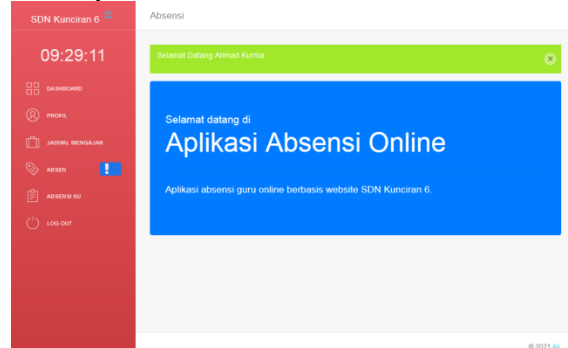 SDN Kunciran 6
Absensi
09:29:11
Selamat Datang Ahmad Kurnia
DASHBOARD
PROFIL
JADWAL MENGAJAR
ABSEN
ABSENSI KU
LOG OUT
Selamat datang di
Aplikasi Absensi Online
Aplikasi absensi guru online berbasis website SDN Kunciran 6.
© 2021